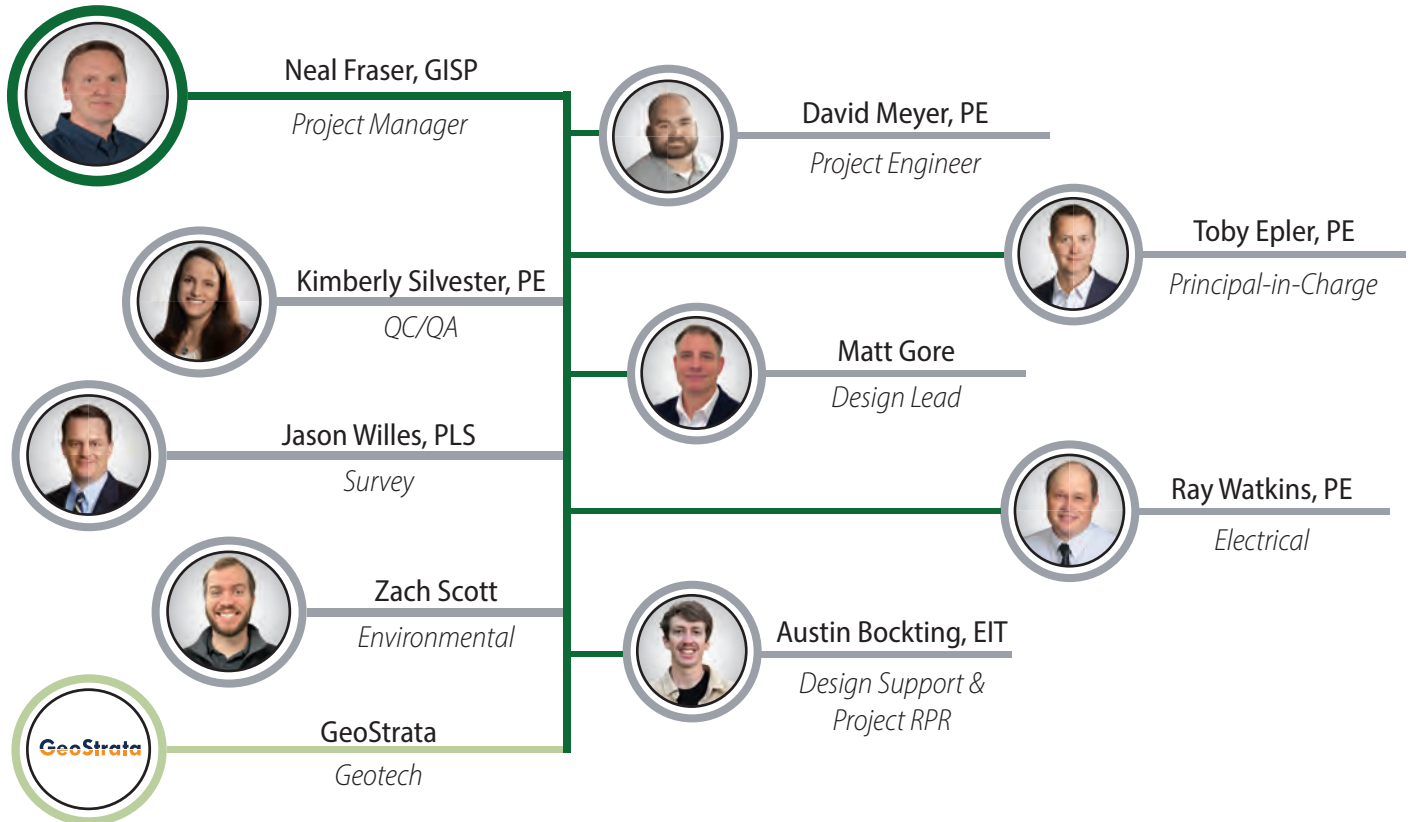 Neal Fraser, GISP
Project Manager
David Meyer, PE
Project Engineer
Toby Epler, PE
Principal-in-Charge
Kimberly Silvester, PE
QC/QA
Matt Gore
Design Lead
Jason Willes, PLS
Survey
Ray Watkins, PE
Electrical
Zach Scott
Environmental
Austin Bockting, EIT
Design Support &
Project RPR
GeoStrata
GeoStrata
Geotech